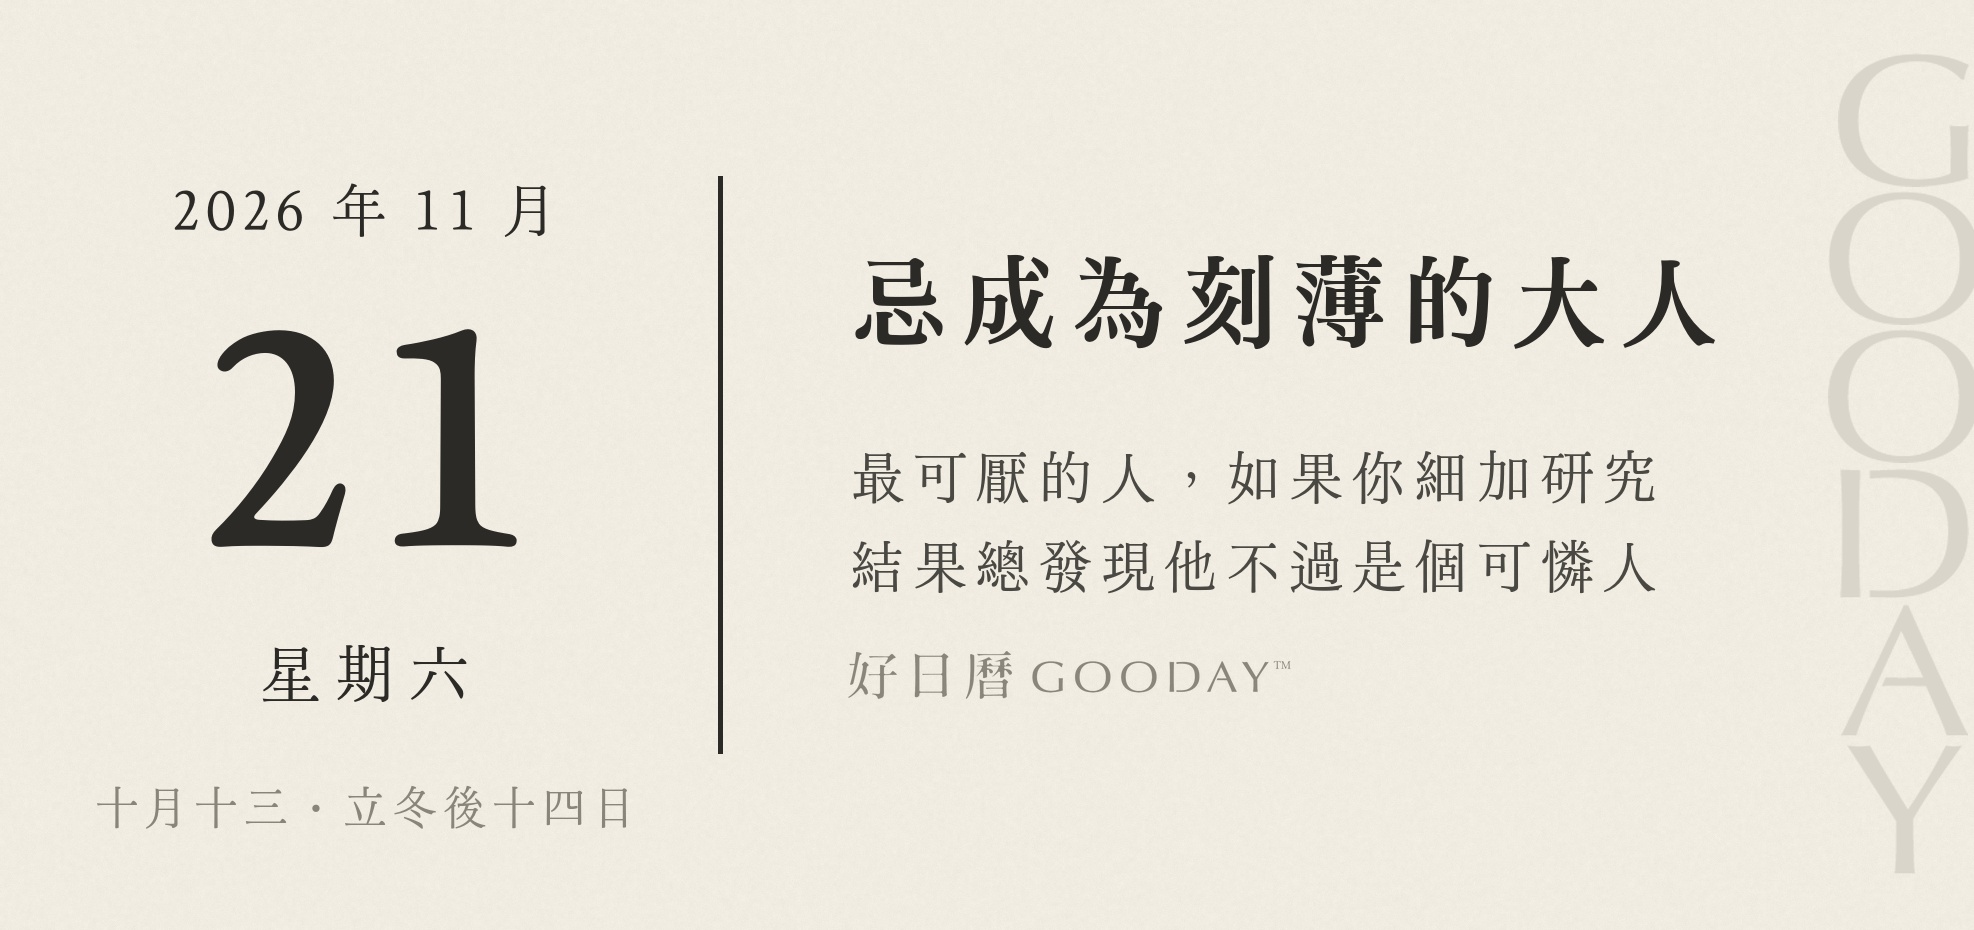 2026 年 11 月
21
星期六
十月十三・立冬後十四日
忌成為刻薄的大人
最可厭的人，如果你細加研究
結果總發現他不過是個可憐人
好日曆 GOODAY™
GOODAY